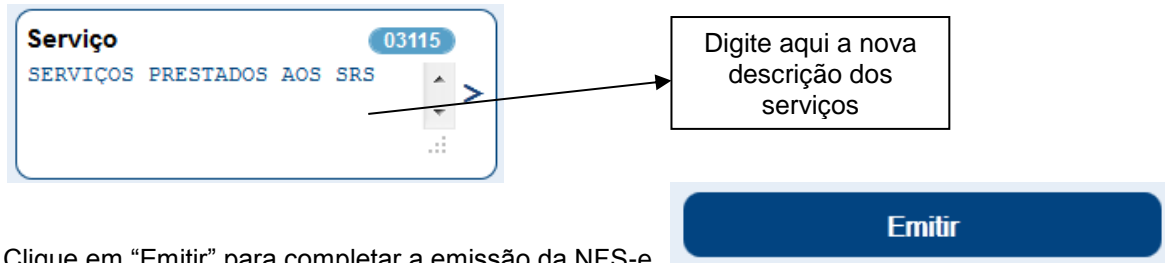 Serviço 03115
SERVIÇOS PRESTADOS AOS SRS
>
Digite aqui a nova
descrição dos
serviços
Emitir
Clique em “Emitir” para completar a emissão da NFS-e